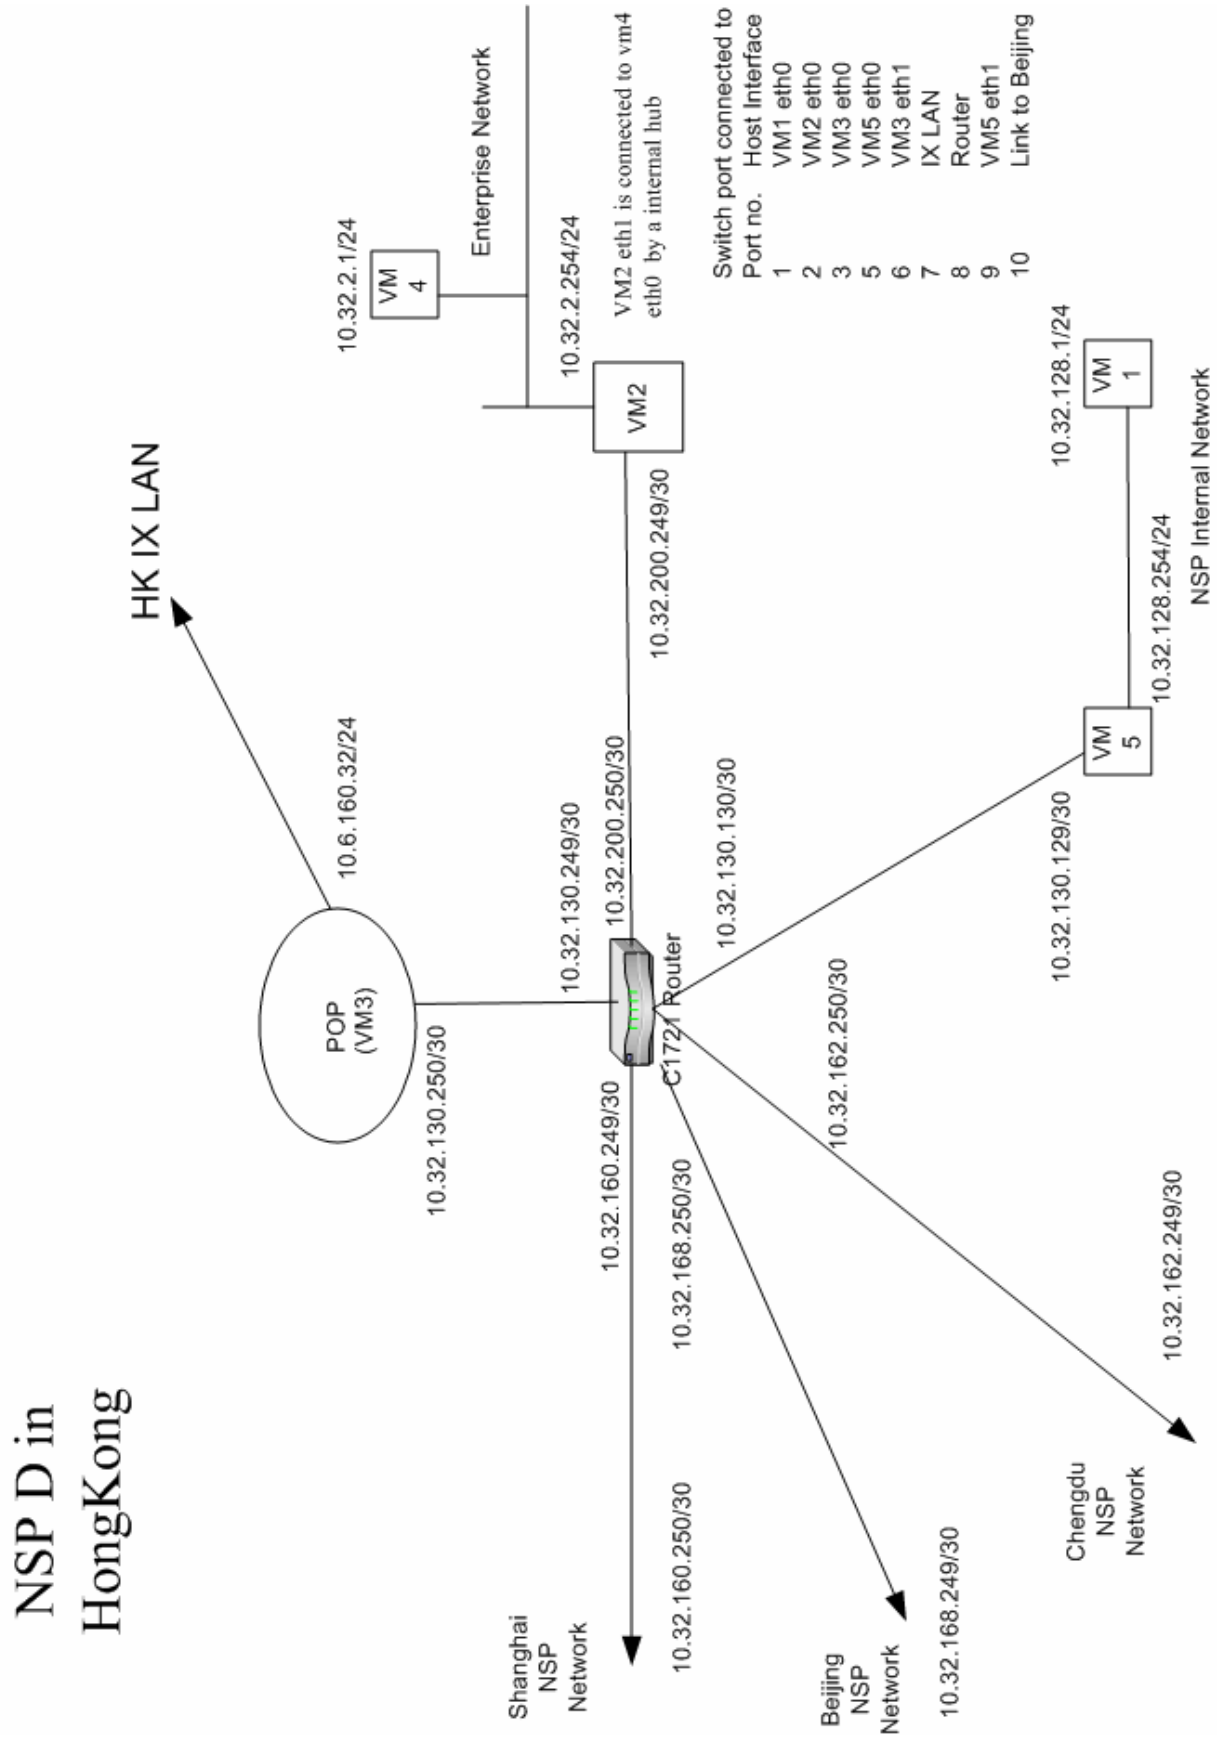 NSP D in
HongKong
HK IX LAN
10.6.160.32/24
POP
(VM3)
10.32.130.250/30
10.32.130.249/30
10.32.2.1/24
VM
4
Enterprise Network
10.32.2.254/24
VM2
VM2 eth1 is connected to vm4
eth0 by a internal hub
10.32.200.249/30
10.32.200.250/30
C1721 Router
10.32.160.249/30
10.32.160.250/30
Shanghai
NSP
Network
10.32.168.250/30
10.32.168.249/30
Beijing
NSP
Network
10.32.162.250/30
10.32.162.249/30
Chengdu
NSP
Network
10.32.130.130/30
10.32.130.129/30
VM
5
10.32.128.254/24
10.32.128.1/24
VM
1
NSP Internal Network
Switch port connected to
Port no. Host Interface
1 VM1 eth0
2 VM2 eth0
3 VM3 eth0
5 VM5 eth0
6 VM3 eth1
7 IX LAN
8 Router
9 VM5 eth1
10 Link to Beijing